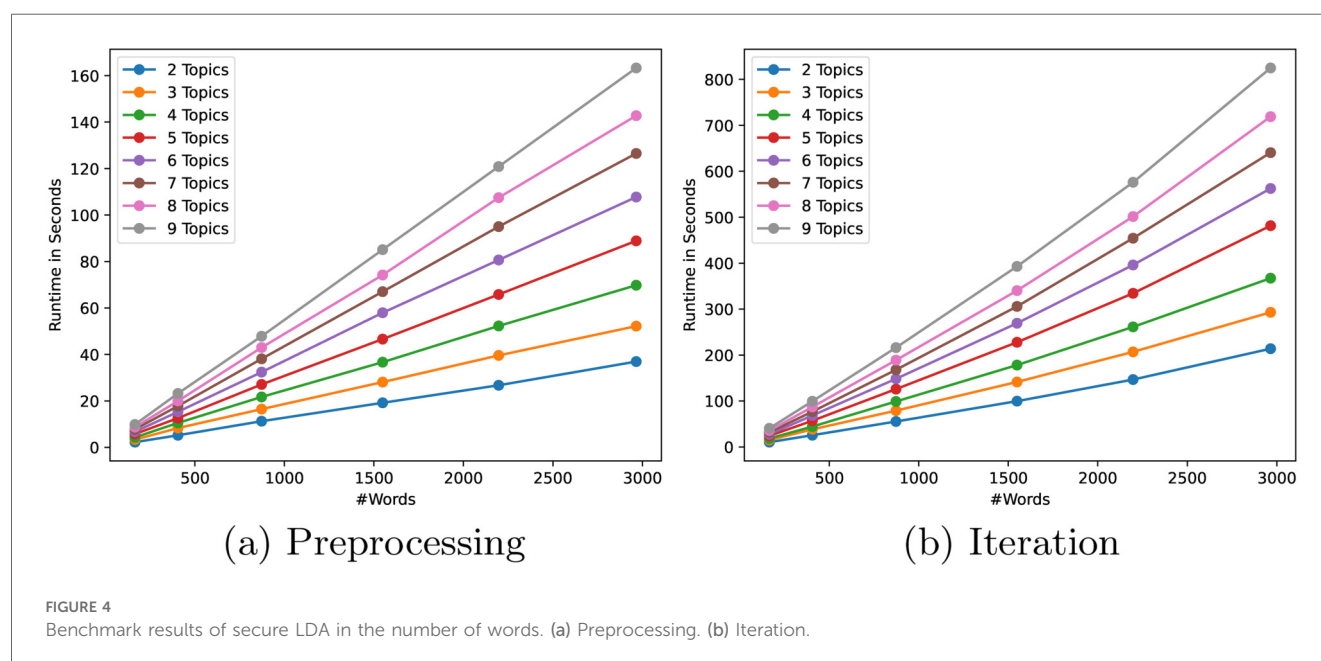 160
140
120
100
80
60
40
20
0
Runtime in Seconds
2 Topics
3 Topics
4 Topics
5 Topics
6 Topics
7 Topics
8 Topics
9 Topics
500 1000 1500 2000 2500 3000
#Words
(a) Preprocessing
800
700
600
500
400
300
200
100
0
Runtime in Seconds
2 Topics
3 Topics
4 Topics
5 Topics
6 Topics
7 Topics
8 Topics
9 Topics
500 1000 1500 2000 2500 3000
#Words
(b) Iteration
FIGURE 4
Benchmark results of secure LDA in the number of words. (a) Preprocessing. (b) Iteration.